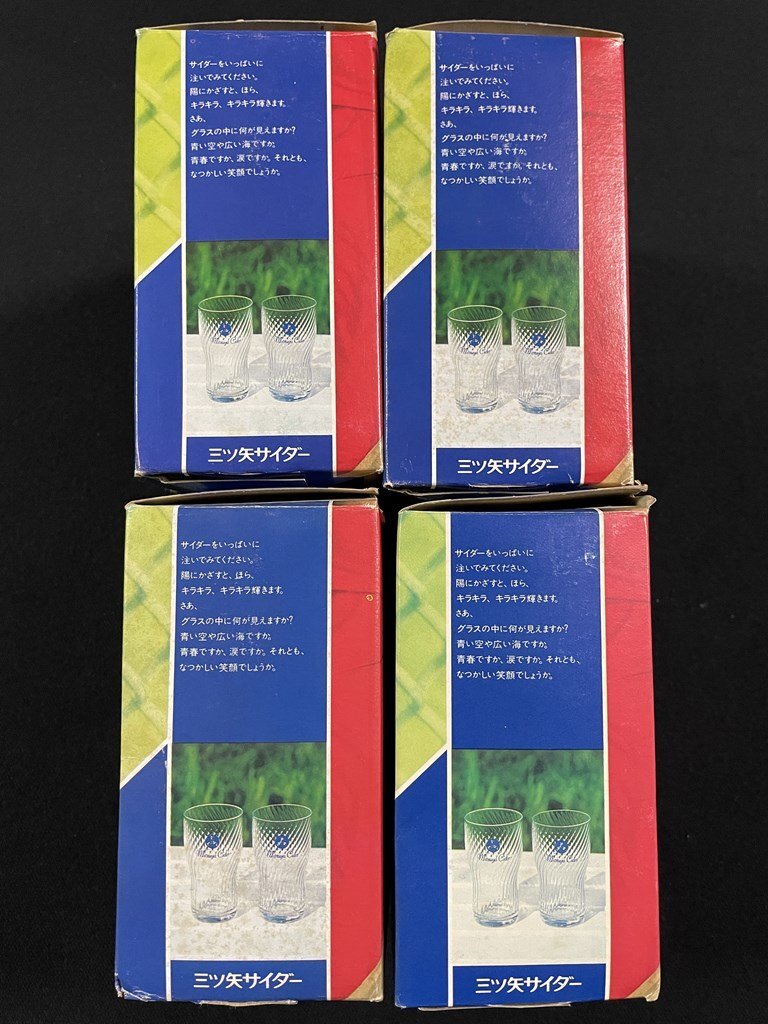 サイダーをいっぱいに
注いでみてください。
陽にかざすと、ほら、
キラキラ、キラキラ輝きます。
さあ、
グラスの中に何が見えますか?
青い空や広い海ですか。
青春ですか、涙ですか。それとも、
なつかしい笑顔でしょうか。
Mitsuya Cider
三ツ矢サイダー
サイダーをいっぱいに
注いでみてください。
陽にかざすと、ほら、
キラキラ、キラキラ輝きます。
さあ、
グラスの中に何が見えますか?
青い空や広い海ですか。
青春ですか、涙ですか。それとも、
なつかしい笑顔でしょうか。
Mitsuya Cider
三ツ矢サイダー
サイダーをいっぱいに
注いでみてください。
陽にかざすと、ほら、
キラキラ、キラキラ輝きます。
さあ、
グラスの中に何が見えますか?
青い空や広い海ですか。
青春ですか、涙ですか。それとも、
なつかしい笑顔でしょうか。
Mitsuya Cider
Mitsuya Cider
三ツ矢サイダー
サイダーをいっぱいに
注いでみてください。
陽にかざすと、ほら、
キラキラ、キラキラ輝きます。
さあ、
グラスの中に何が見えますか?
青い空や広い海ですか。
青春ですか、涙ですか。それとも、
なつかしい笑顔でしょうか。
Mitsuya Cider
Mitsuya Cider
三ツ矢サイダー